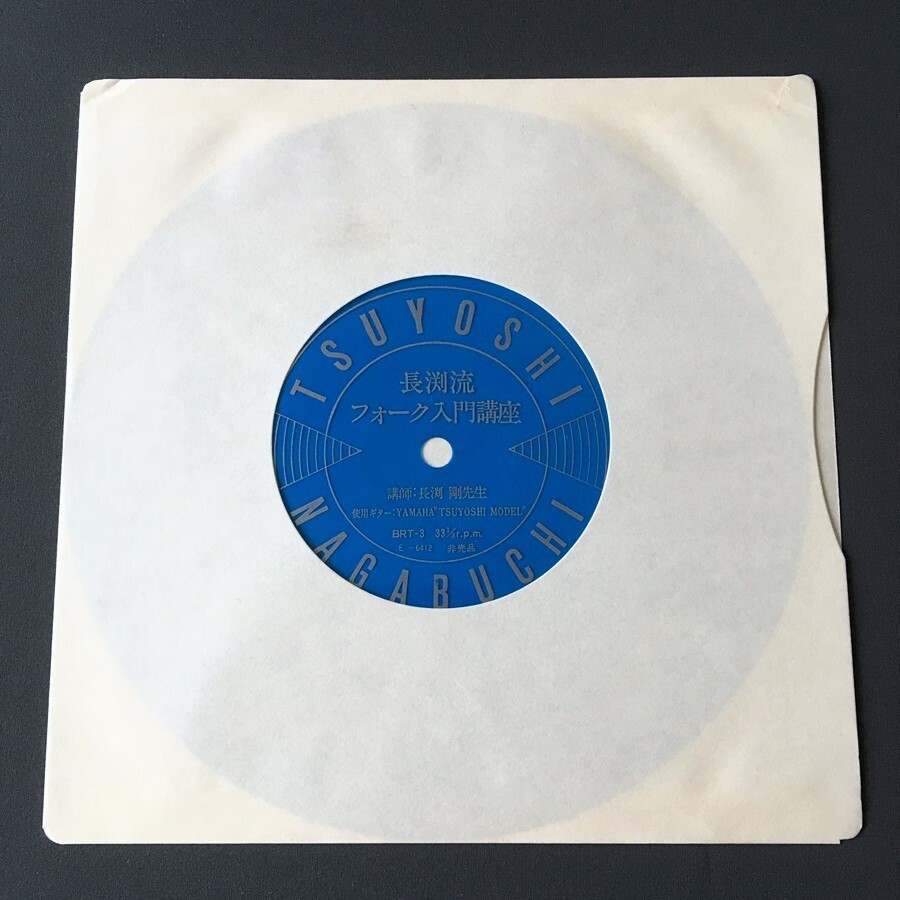 TSUYOSHI
長渕流
フォーク入門講座
講師:長渕 剛先生
使用ギター:YAMAHA"TSUYOSHI MODEL"
BRT-3 33⅓r.p.m.
E-6412 非売品
NAGABUCHI